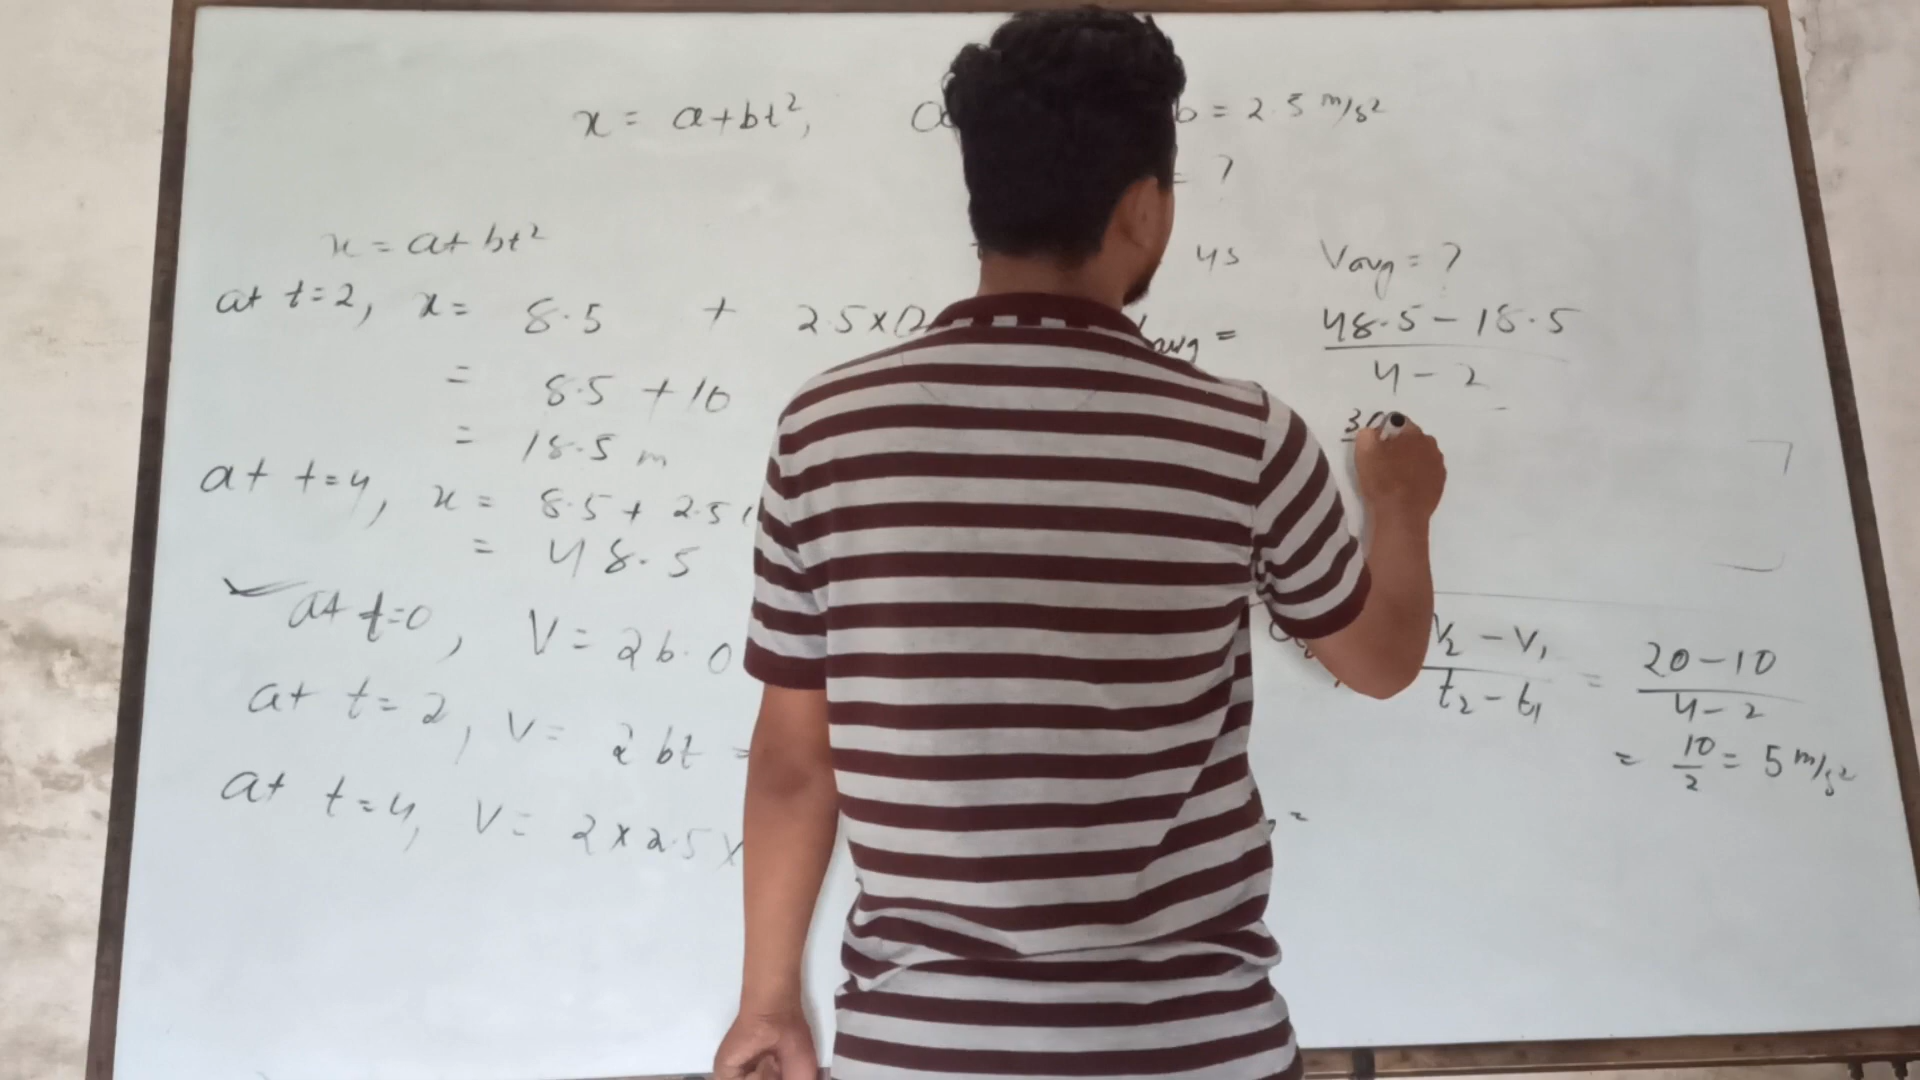 x = a+bt², a b = 2.5 m/s²
= ?
x = a+ bt²
4s Vavg = ?
at t=2, x= 8.5 + 2.5×(2
avg = 48.5 – 18.5
4 – 2
= 8.5 + 10
30
= 18.5 m
at t=4, x = 8.5 + 2.5(
= 48.5
at t=0, V = 2b.0
V₂ – V₁ = 20–10
t₂ – t₁ 4–2
at t=2, V= 2bt =
= 10 = 5 m/s²
2
at t=4, V= 2×2.5×
=